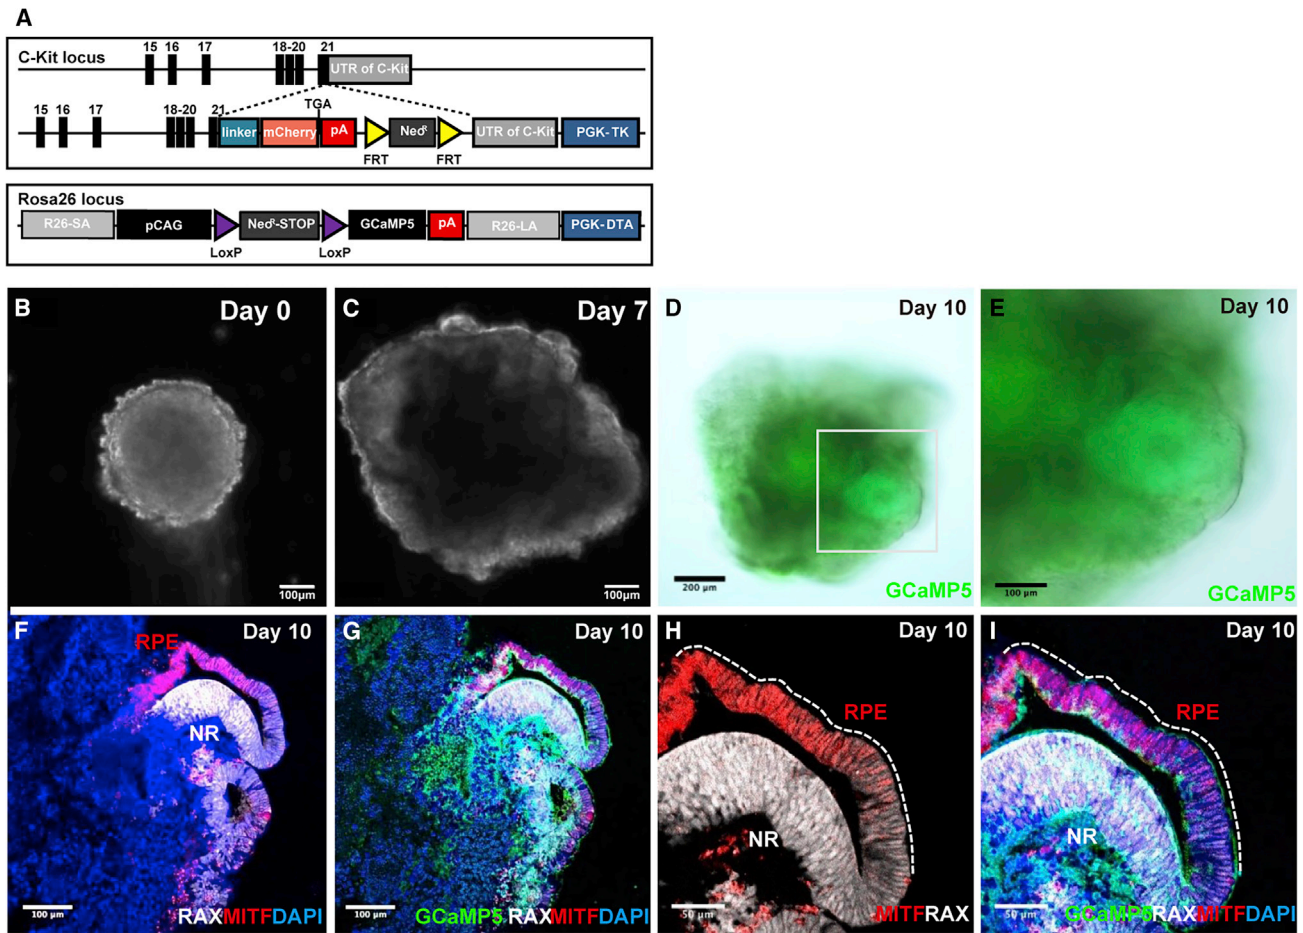 A
C-Kit locus
15 16 17 18-20 21
UTR of C-Kit
TGA
15 16 17 18-20 21
linker mCherry pA Neoᴿ UTR of C-Kit PGK-TK
FRT FRT
Rosa26 locus
R26-SA pCAG Neoᴿ-STOP GCaMP5 pA R26-LA PGK-DTA
LoxP LoxP
B Day 0
100µm
C Day 7
100µm
D Day 10
200 µm
GCaMP5
E Day 10
100 µm
GCaMP5
F Day 10
RPE
NR
100 µm
RAXMITFDAPI
G Day 10
100 µm
GCaMP5 RAXMITFDAPI
H Day 10
RPE
NR
50 µm
MITFRAX
I Day 10
RPE
NR
50 µm
GCaMP5RAXMITFDAPI